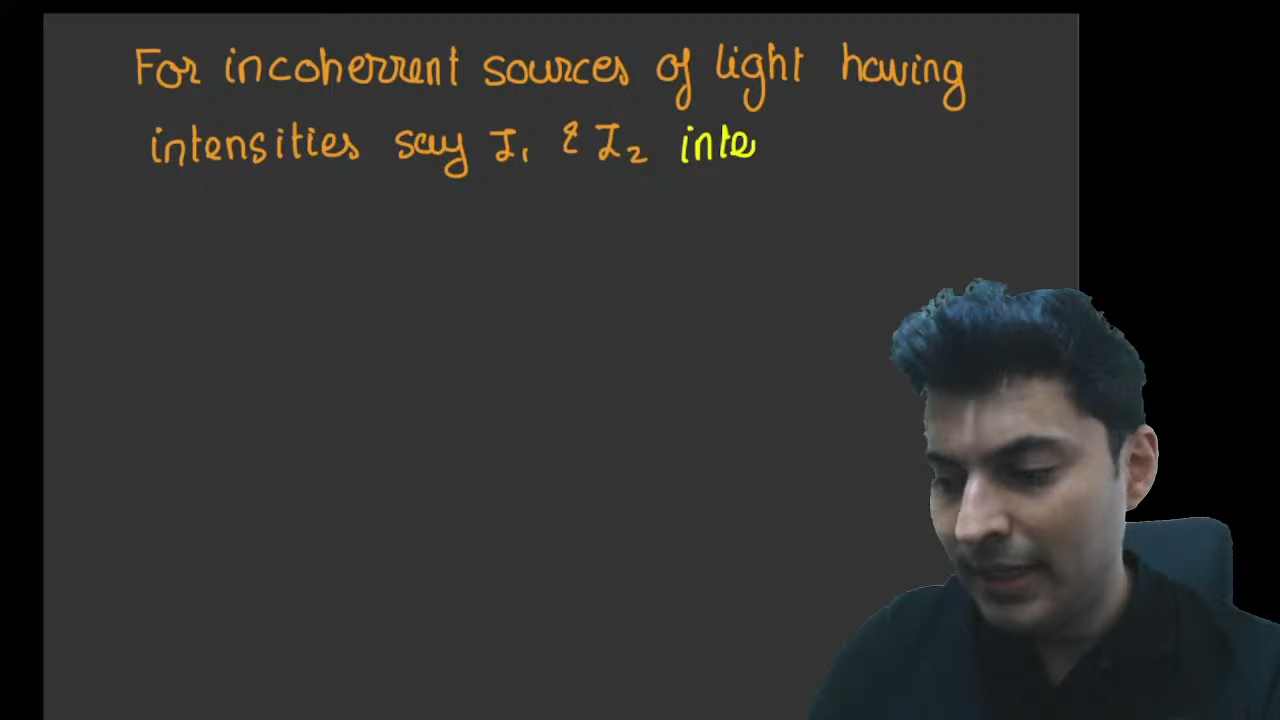 For incoherrent sources of light having
intensities say I₁ & I₂ inte